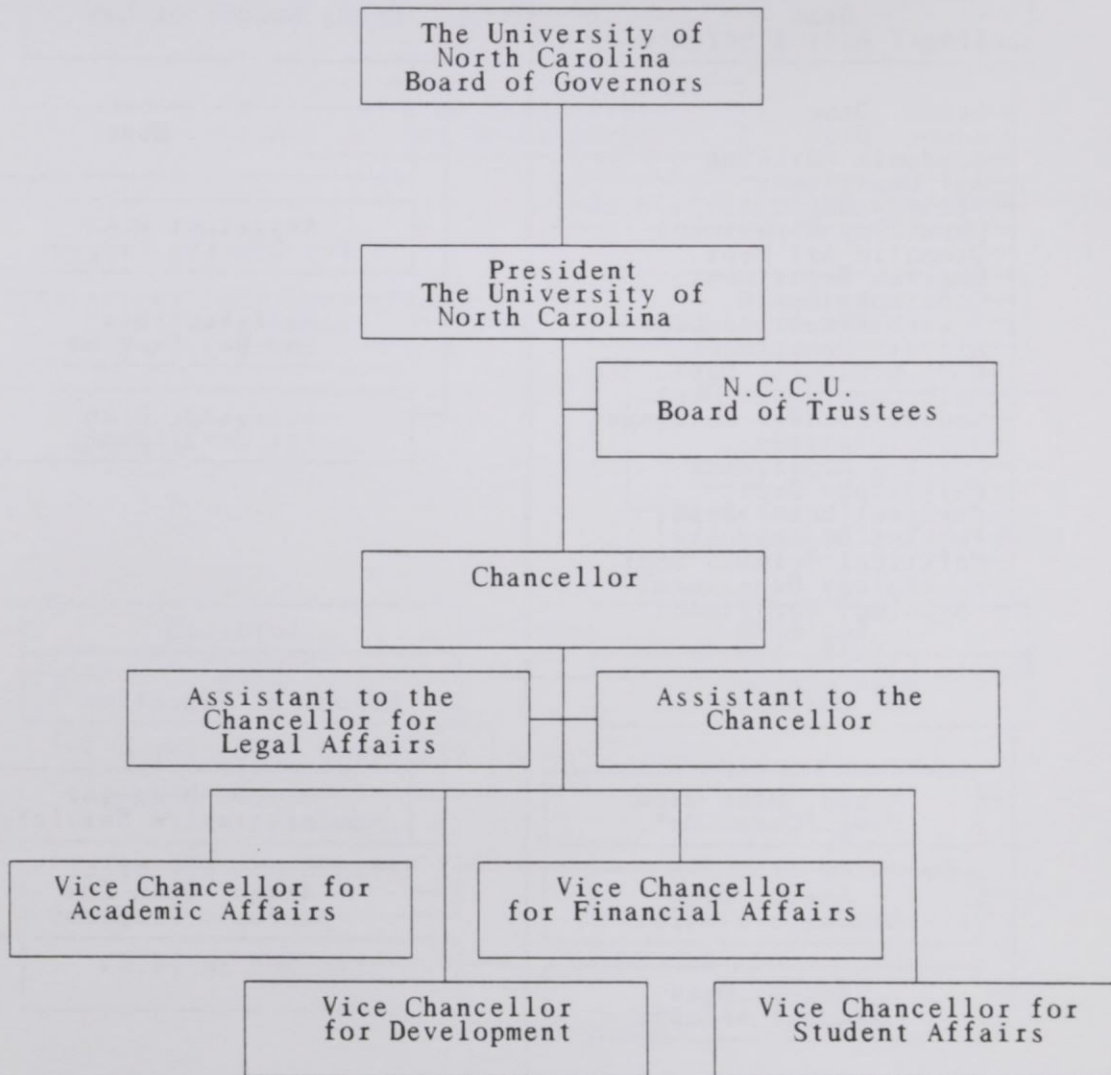 The University of
North Carolina
Board of Governors
President
The University of
North Carolina
N.C.C.U.
Board of Trustees
Chancellor
Assistant to the
Chancellor for
Legal Affairs
Assistant to the
Chancellor
Vice Chancellor for
Academic Affairs
Vice Chancellor
for Financial Affairs
Vice Chancellor
for Development
Vice Chancellor for
Student Affairs